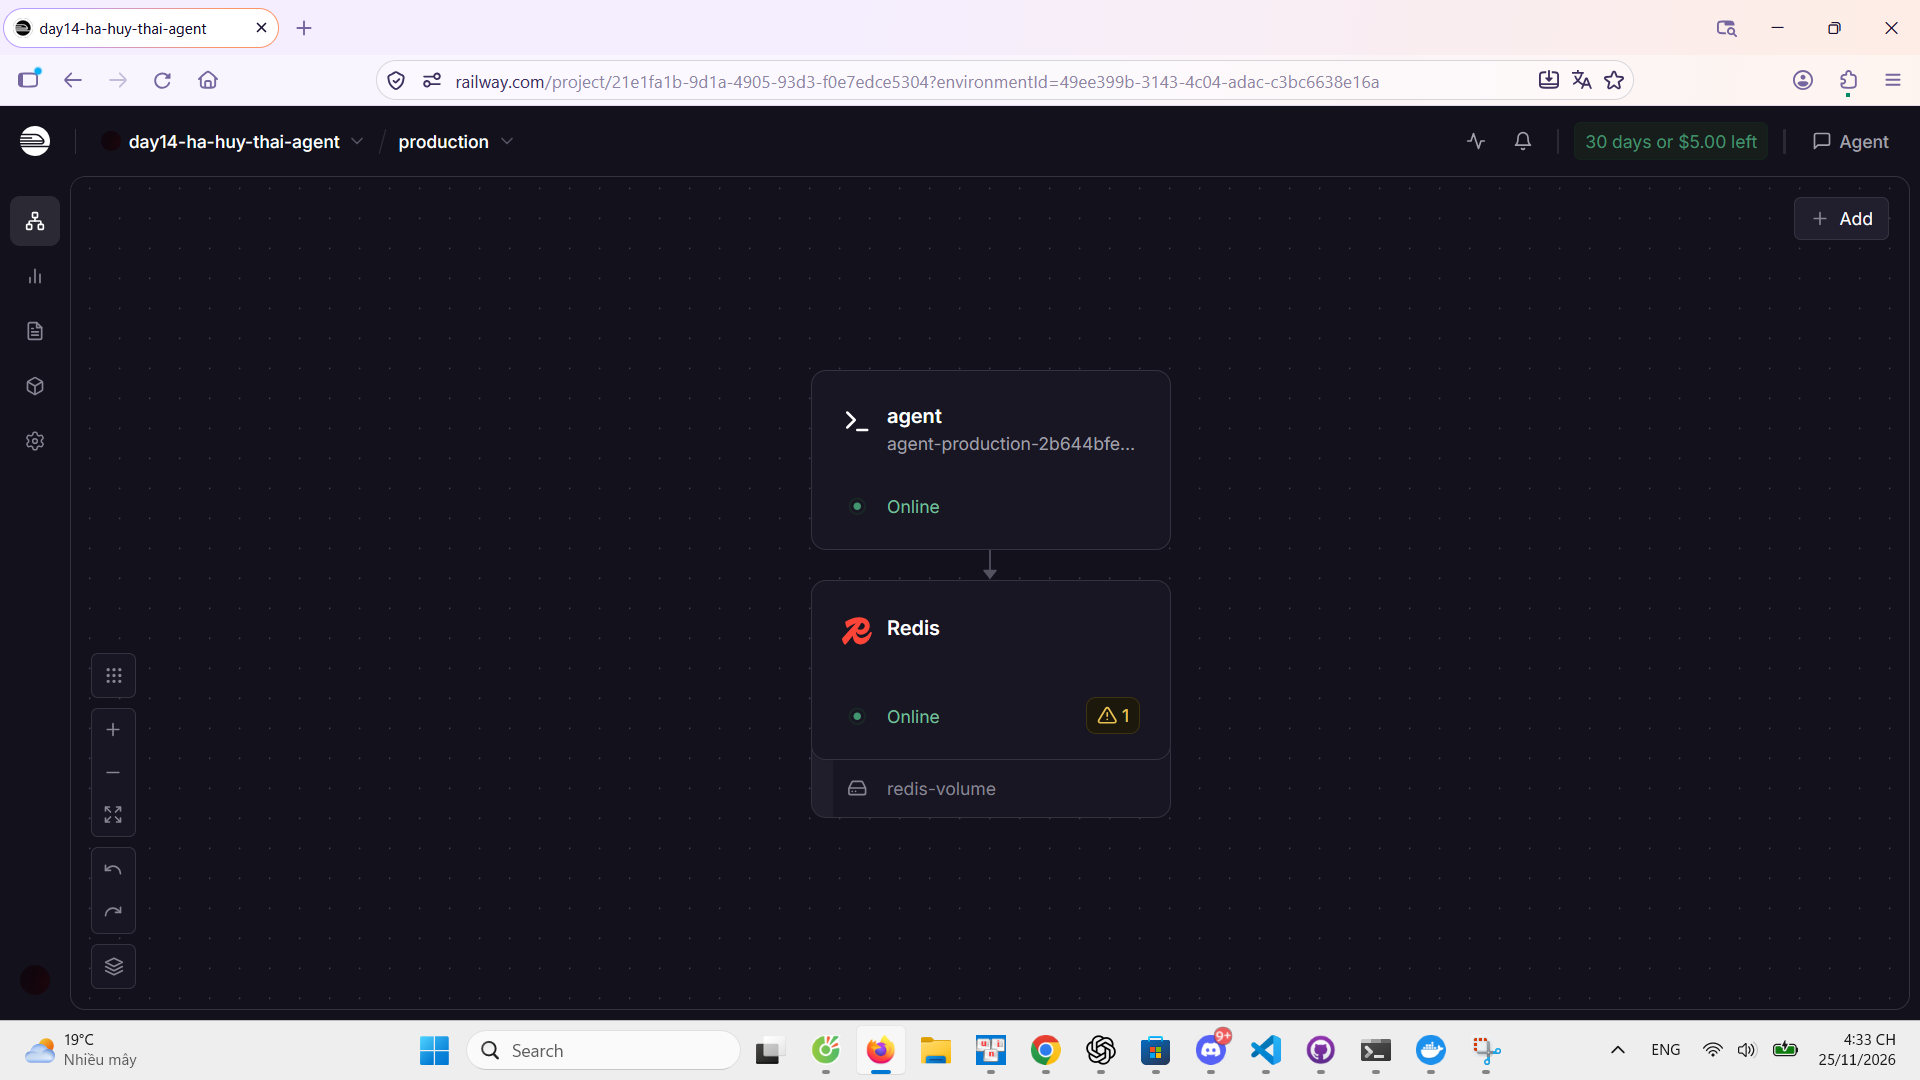 day14-ha-huy-thai-agent
railway.com/project/21e1fa1b-9d1a-4905-93d3-f0e7edce5304?environmentId=49ee399b-3143-4c04-adac-c3bc6638e16a
day14-ha-huy-thai-agent / production
30 days or $5.00 left
Agent
Add
agent
agent-production-2b644bfe...
Online
Redis
Online
1
redis-volume
19°C
Nhiều mây
Search
9+
ENG
4:33 CH
25/11/2026